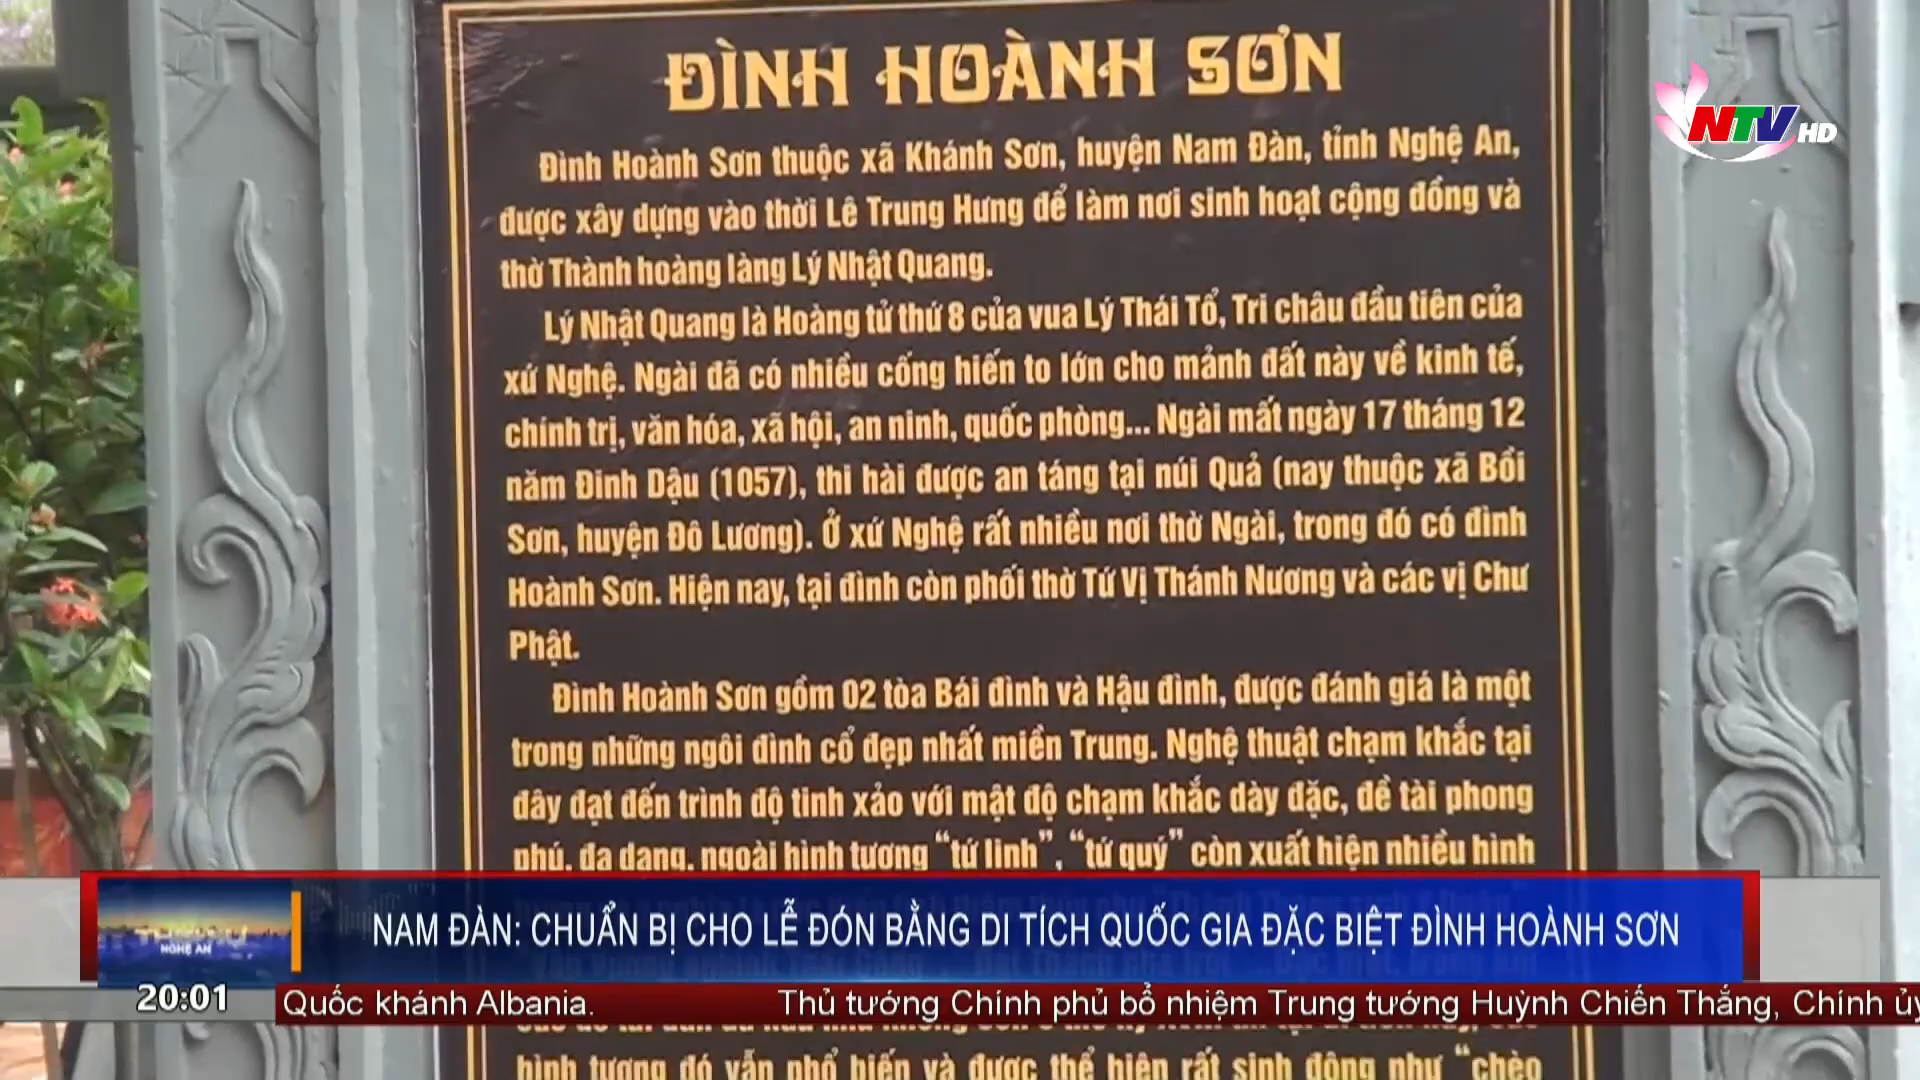 ĐÌNH HOÀNH SƠN
NTV HD
Đình Hoành Sơn thuộc xã Khánh Sơn, huyện Nam Đàn, tỉnh Nghệ An,
được xây dựng vào thời Lê Trung Hưng để làm nơi sinh hoạt cộng đồng và
thờ Thành hoàng làng Lý Nhật Quang.
Lý Nhật Quang là Hoàng tử thứ 8 của vua Lý Thái Tổ, Tri châu đầu tiên của
xứ Nghệ. Ngài đã có nhiều cống hiến to lớn cho mảnh đất này về kinh tế,
chính trị, văn hóa, xã hội, an ninh, quốc phòng... Ngài mất ngày 17 tháng 12
năm Đinh Dậu (1057), thi hài được an táng tại núi Quả (nay thuộc xã Bồi
Sơn, huyện Đô Lương). Ở xứ Nghệ rất nhiều nơi thờ Ngài, trong đó có đình
Hoành Sơn. Hiện nay, tại đình còn phối thờ Tứ Vị Thánh Nương và các vị Chư
Phật.
Đình Hoành Sơn gồm 02 tòa Bái đình và Hậu đình, được đánh giá là một
trong những ngôi đình cổ đẹp nhất miền Trung. Nghệ thuật chạm khắc tại
đây đạt đến trình độ tinh xảo với mật độ chạm khắc dày đặc, đề tài phong
phú, đa dạng, ngoài hình tượng “tứ linh”, “tứ quý” còn xuất hiện nhiều hình
NGHỆ AN
NAM ĐÀN: CHUẨN BỊ CHO LỄ ĐÓN BẰNG DI TÍCH QUỐC GIA ĐẶC BIỆT ĐÌNH HOÀNH SƠN
20:01 Quốc khánh Albania. Thủ tướng Chính phủ bổ nhiệm Trung tướng Huỳnh Chiến Thắng, Chính ủy
hình tượng đó vẫn phổ biến và được thể hiện rất sinh động như “chèo